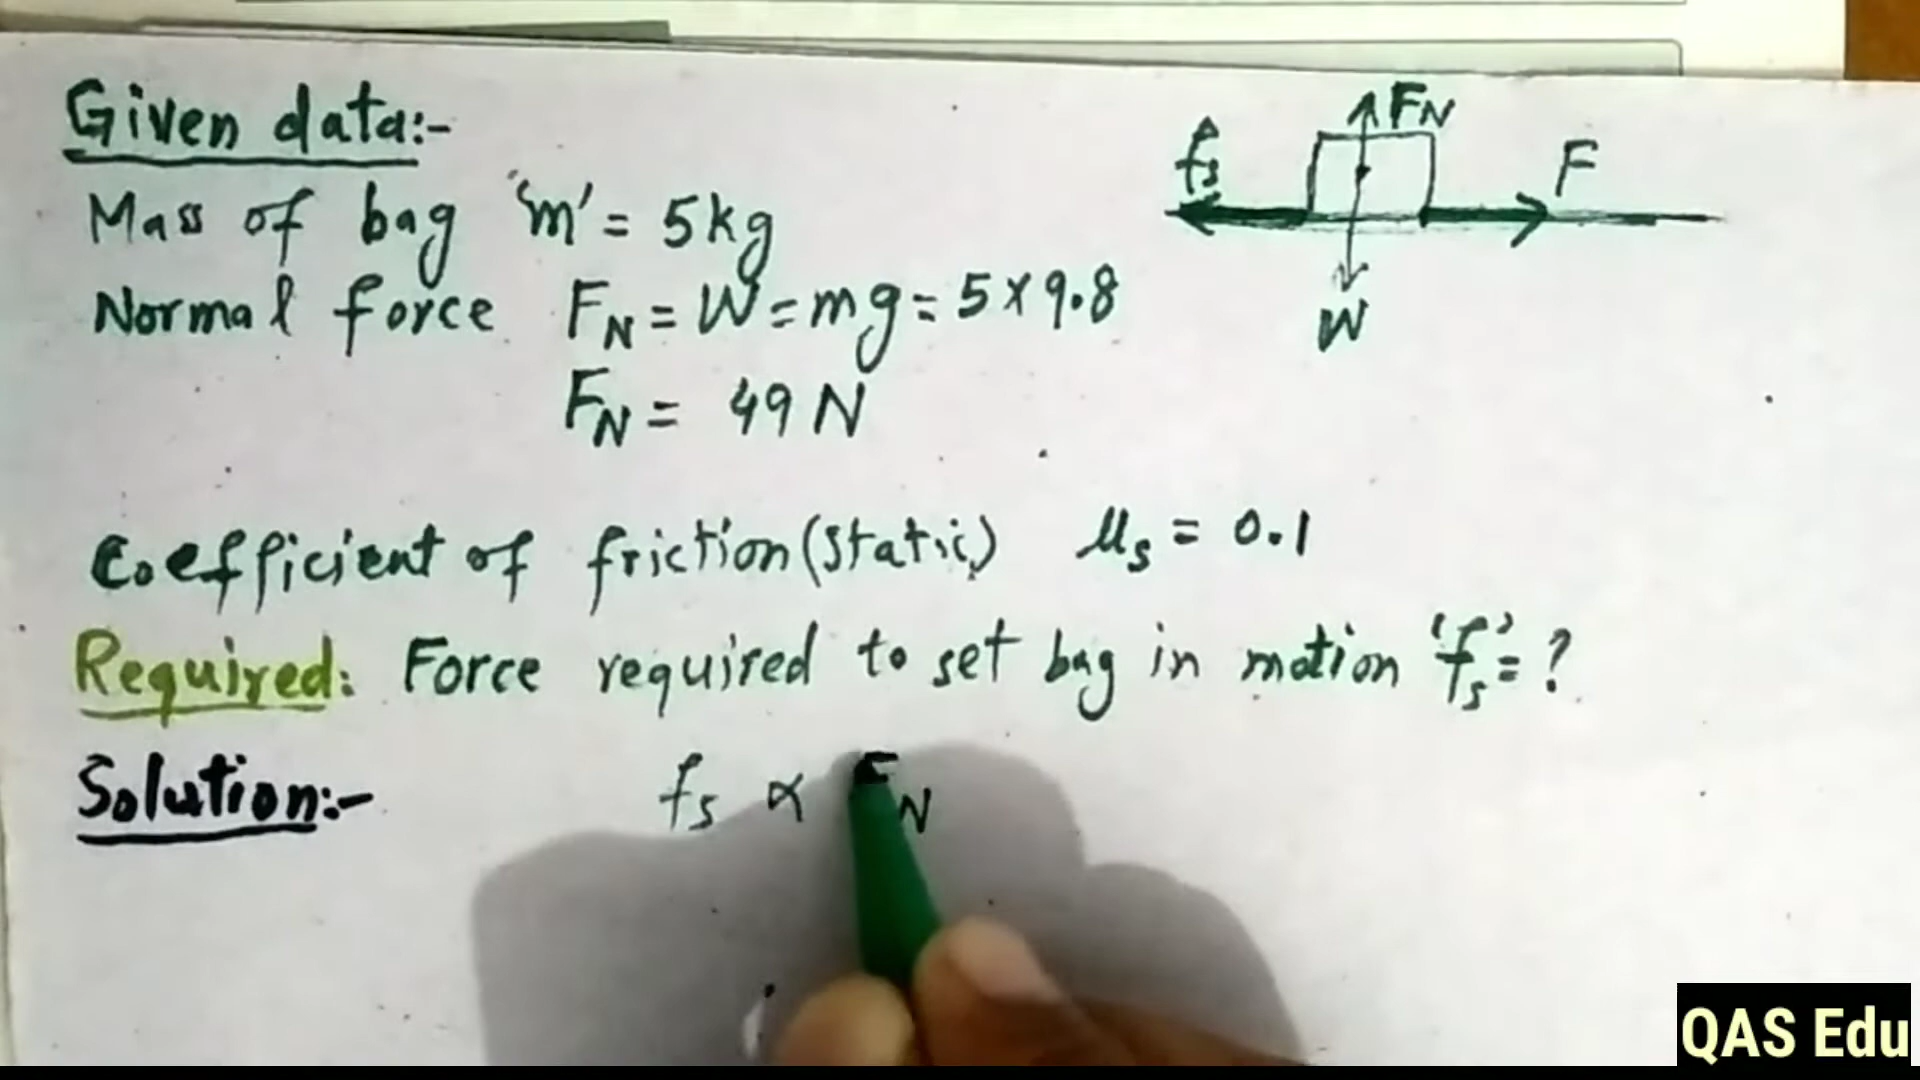 Given data:-
Mass of bag 'm' = 5kg
Normal force FN = W = mg = 5 × 9.8
FN = 49 N
fs
FN
F
W
Coefficient of friction (static) μs = 0.1
Required: Force required to set bag in motion 'fs' = ?
Solution:- fs ∝ FN
QAS Edu